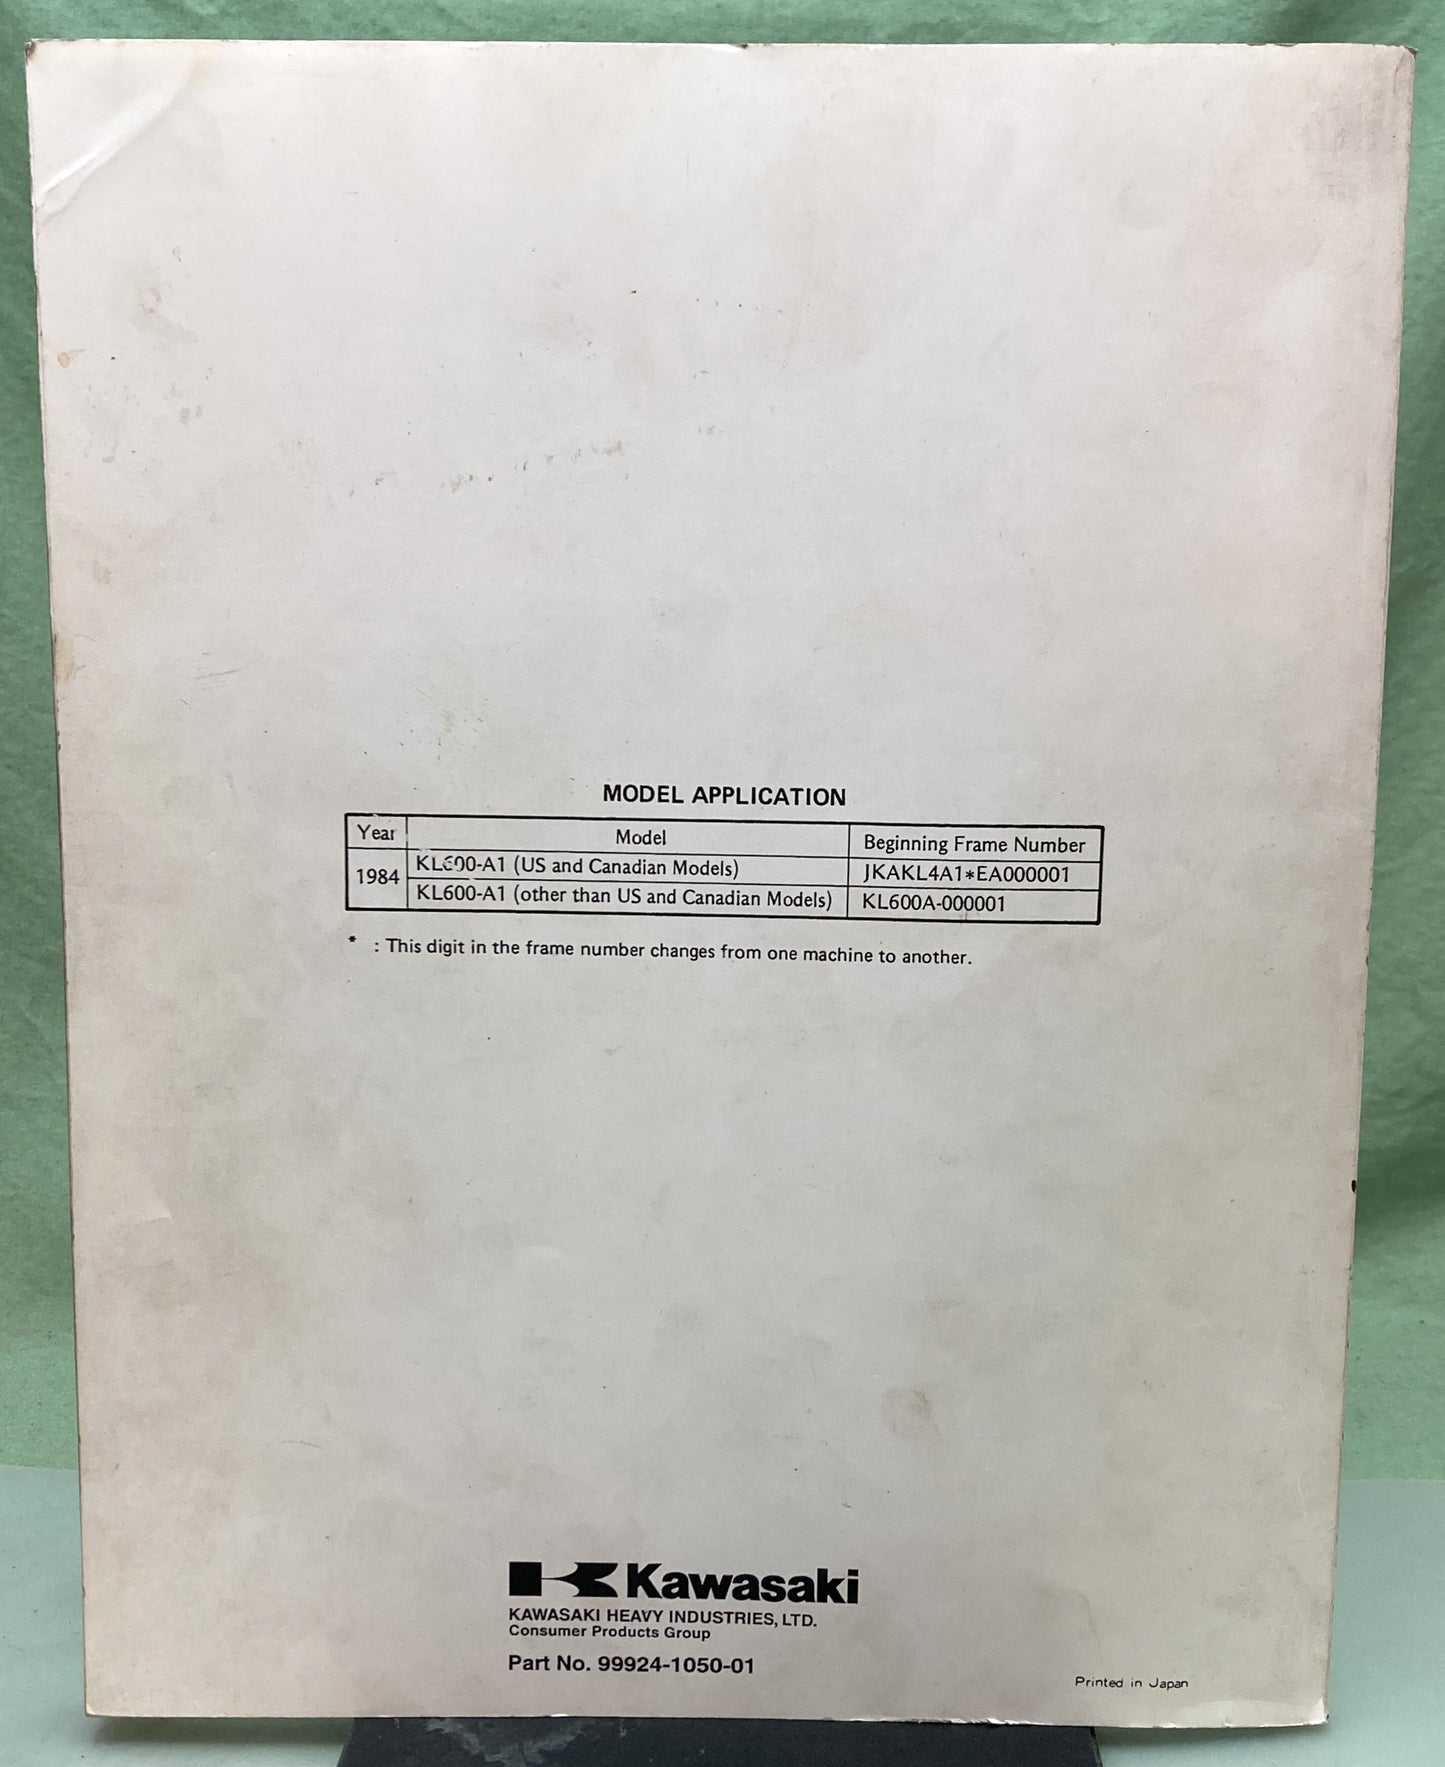 MODEL APPLICATION
Year Model Beginning Frame Number
1984 KL600-A1 (US and Canadian Models) JKAKL4A1*EA000001
KL600-A1 (other than US and Canadian Models) KL600A-000001
* : This digit in the frame number changes from one machine to another.
Kawasaki
KAWASAKI HEAVY INDUSTRIES, LTD.
Consumer Products Group
Part No. 99924-1050-01
Printed in Japan